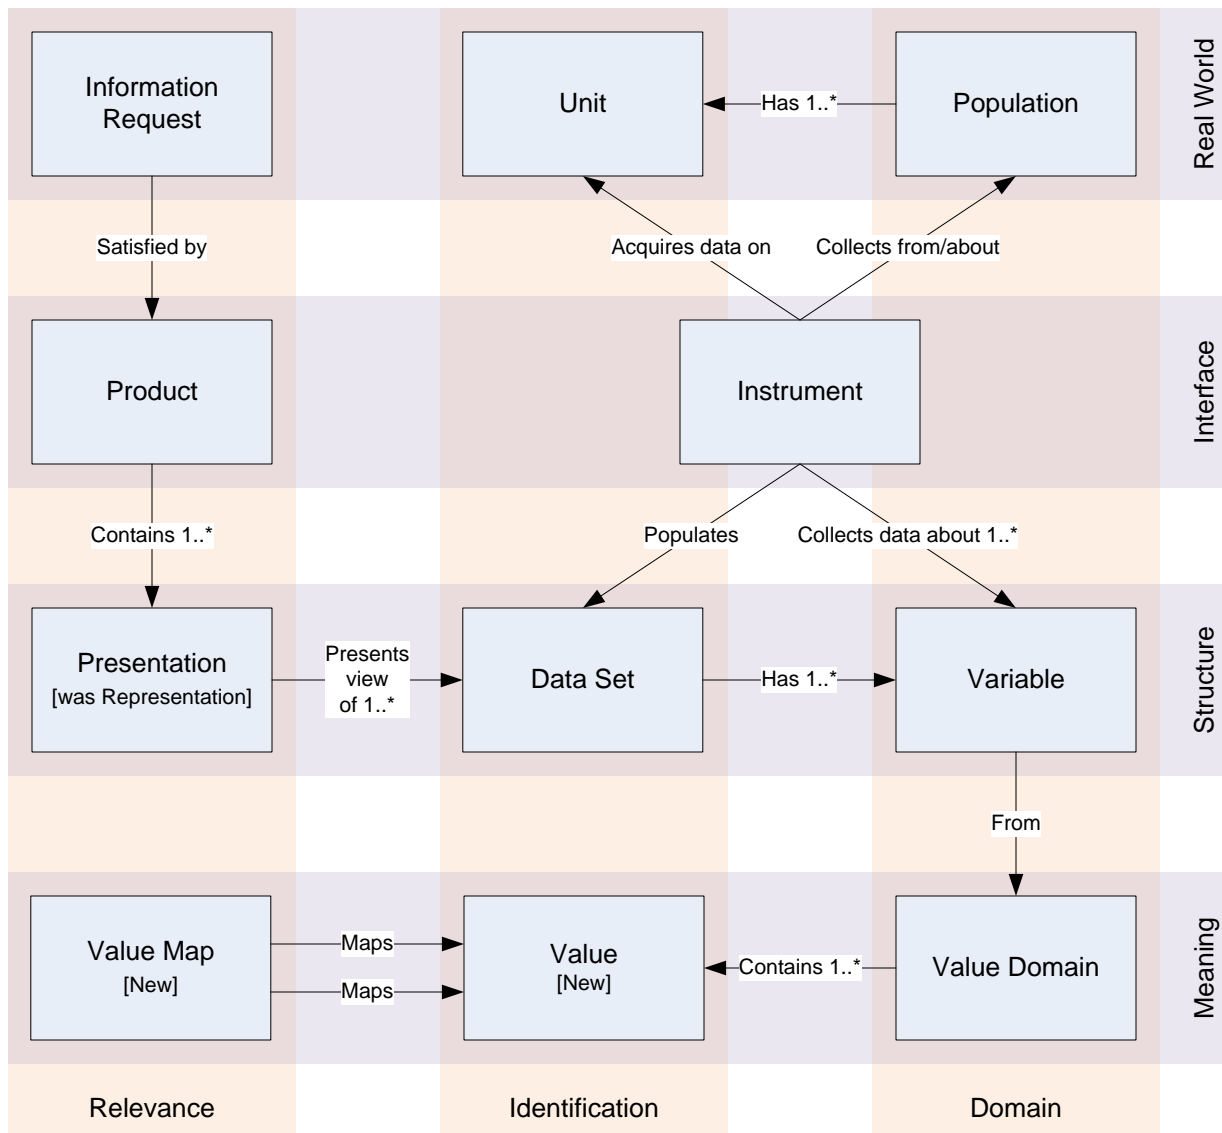 Information
Request
Unit
Has 1..*
Population
Real World
Satisfied by
Acquires data on
Collects from/about
Product
Instrument
Interface
Contains 1..*
Populates
Collects data about 1..*
Presentation
[was Representation]
Presents
view
of 1..*
Data Set
Has 1..*
Variable
Structure
From
Value Map
[New]
Maps
Maps
Value
[New]
Contains 1..*
Value Domain
Meaning
Relevance
Identification
Domain